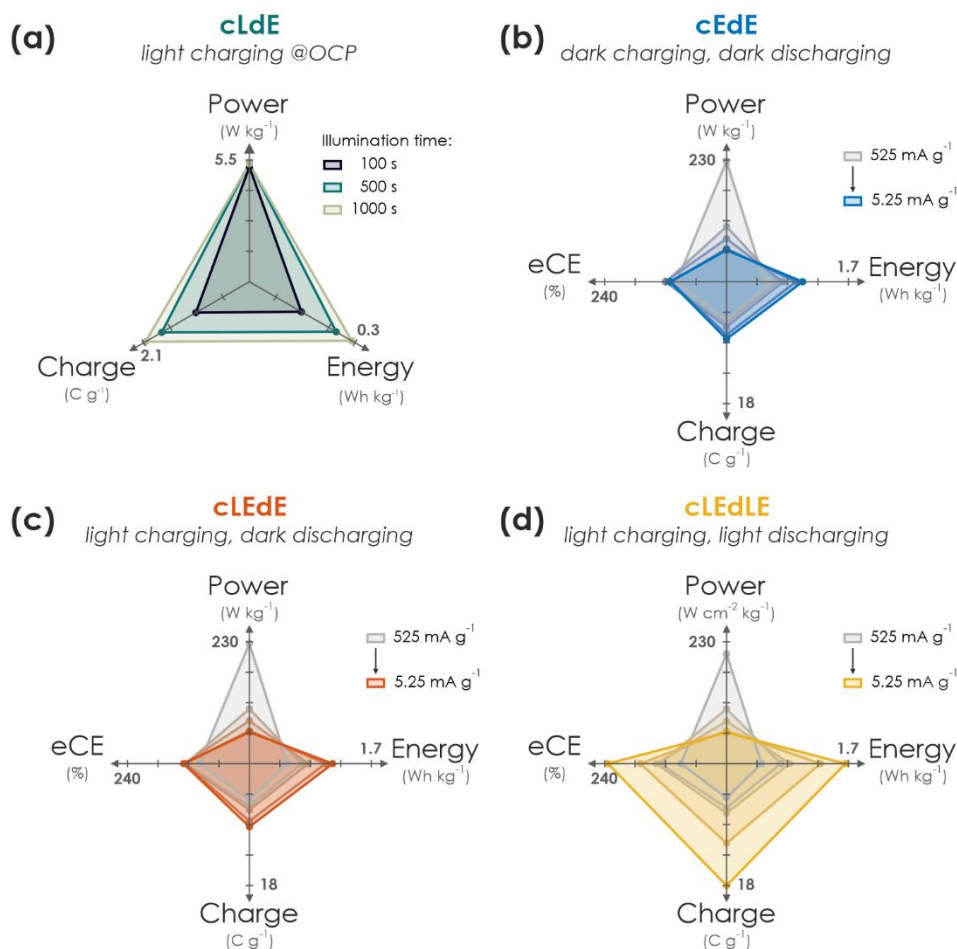 (a)
cLdE
light charging @OCP
Power
(W kg⁻¹)
5.5
Illumination time:
100 s
500 s
1000 s
Charge
2.1
(C g⁻¹)
0.3
Energy
(Wh kg⁻¹)
(b)
cEdE
dark charging, dark discharging
Power
(W kg⁻¹)
230
525 mA g⁻¹
5.25 mA g⁻¹
eCE
(%)
240
1.7
Energy
(Wh kg⁻¹)
18
Charge
(C g⁻¹)
(c)
cLEdE
light charging, dark discharging
Power
(W kg⁻¹)
230
525 mA g⁻¹
5.25 mA g⁻¹
eCE
(%)
240
1.7
Energy
(Wh kg⁻¹)
18
Charge
(C g⁻¹)
(d)
cLEdLE
light charging, light discharging
Power
(W cm⁻² kg⁻¹)
230
525 mA g⁻¹
5.25 mA g⁻¹
eCE
(%)
240
1.7
Energy
(Wh kg⁻¹)
18
Charge
(C g⁻¹)